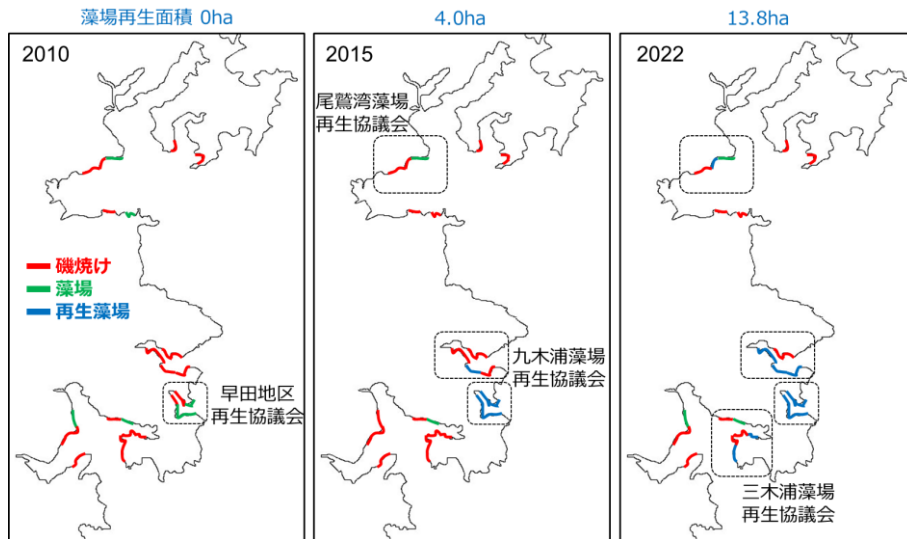 藻場再生面積 0ha
4.0ha
13.8ha
2010
2015
2022
尾鷲湾藻場
再生協議会
磯焼け
藻場
再生藻場
早田地区
再生協議会
九木浦藻場
再生協議会
三木浦藻場
再生協議会